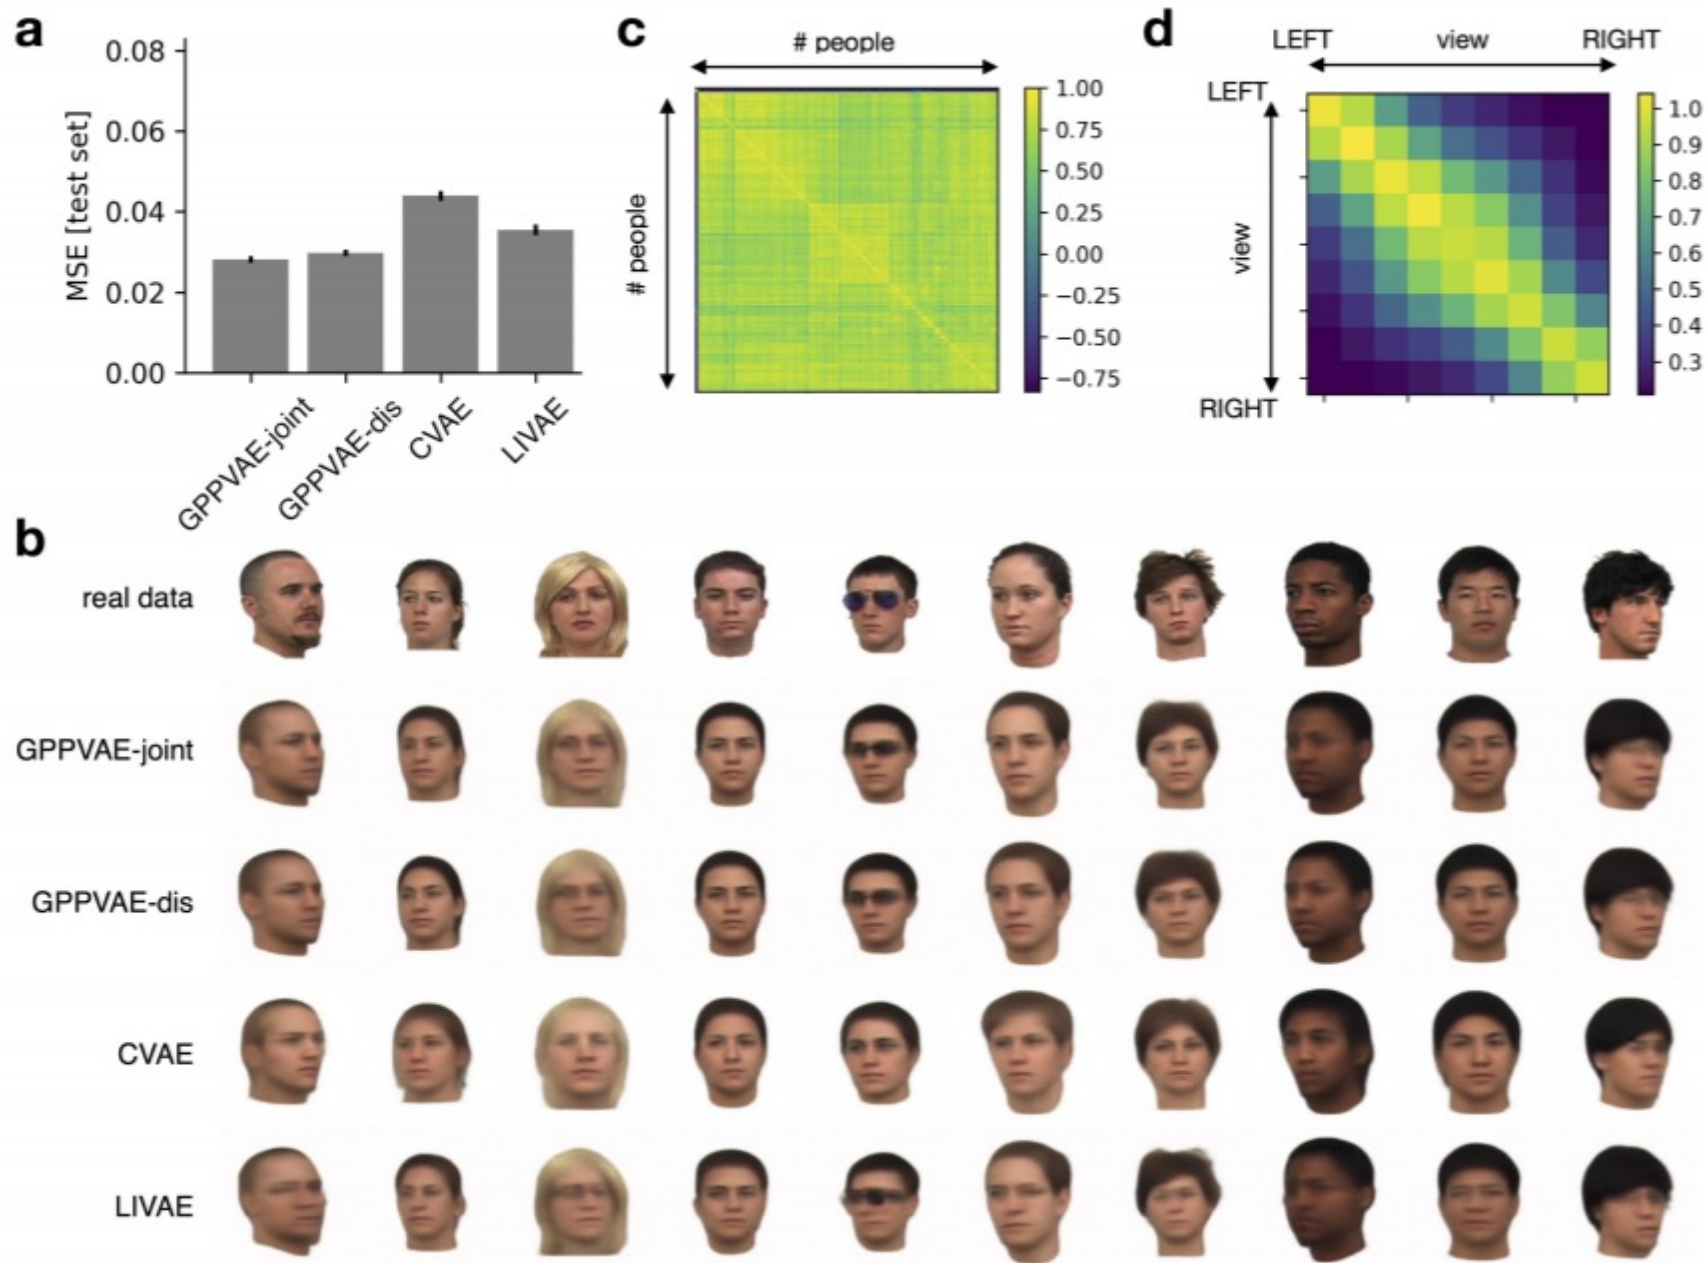 a
0.08
0.06
0.04
0.02
0.00
MSE [test set]
GPPVAE-joint
GPPVAE-dis
CVAE
LIVAE
c
# people
# people
1.00
0.75
0.50
0.25
0.00
−0.25
−0.50
−0.75
d
LEFT view RIGHT
LEFT
view
RIGHT
1.0
0.9
0.8
0.7
0.6
0.5
0.4
0.3
b
real data
GPPVAE-joint
GPPVAE-dis
CVAE
LIVAE